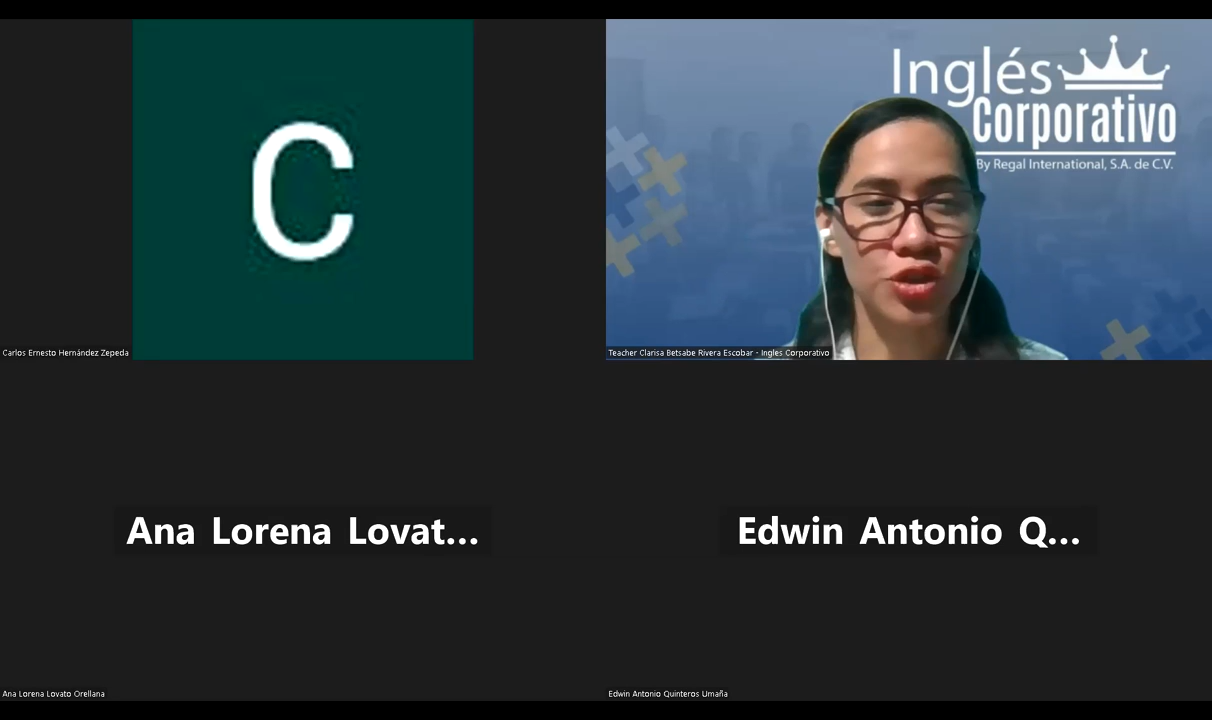 C
Carlos Ernesto Hernández Zepeda
Inglés
Corporativo
By Regal International, S.A. de C.V.
Teacher Clarisa Betsabe Rivera Escobar - Ingles Corporativo
Ana Lorena Lovat...
Edwin Antonio Q...
Ana Lorena Lovato Orellana
Edwin Antonio Quinteros Umaña